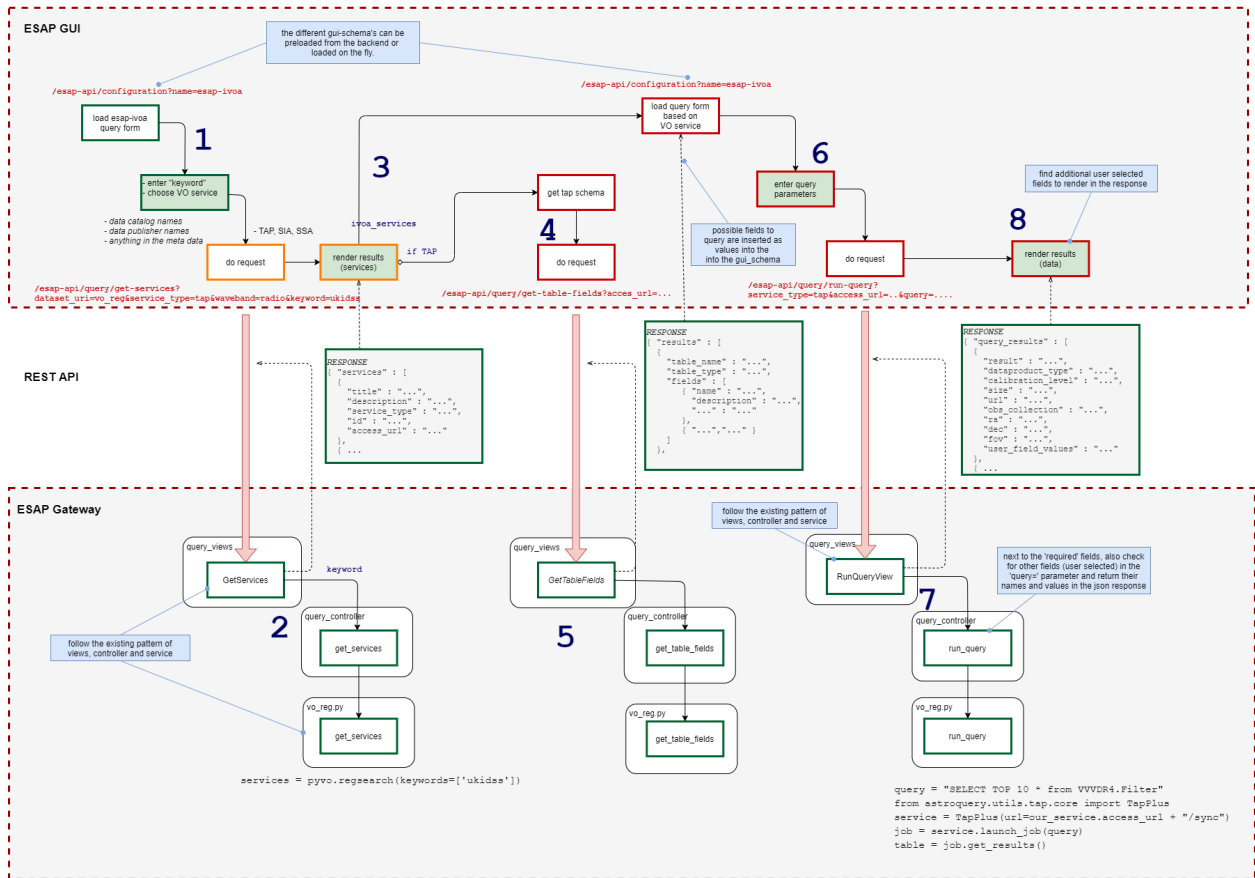 ESAP GUI
the different gui-schema's can be
preloaded from the backend or
loaded on the fly.
/esap-api/configuration?name=esap-ivoa
/esap-api/configuration?name=esap-ivoa
load esap-ivoa
query form
1
- enter "keyword"
- choose VO service
- data catalog names
- data publisher names
- anything in the meta data
- TAP, SIA, SSA
do request
render results
(services)
3
ivoa_services
if TAP
get tap schema
4
do request
load query form
based on
VO service
possible fields to
query are inserted as
values into the
into the gui_schema
6
enter query
parameters
do request
8
find additional user selected
fields to render in the response
render results
(data)
/esap-api/query/get-services?
dataset_uri=vo_reg&service_type=tap&waveband=radio&keyword=ukidss
/esap-api/query/get-table-fields?acces_url=...
/esap-api/query/run-query?
service_type=tap&access_url=..&query=....
REST API
RESPONSE
{ "services" : [
{
"title" : "...",
"description" : "...",
"service_type" : "...",
"id" : "...",
"access_url" : "..."
},
{ ...
RESPONSE
{ "results" : [
{
"table_name" : "...",
"table_type" : "...",
"fields" : [
{ "name" : "...",
"description" : "...",
"..." : "..."
},
{ "...","..." }
]
},
RESPONSE
{ "query_results" : [
{
"result" : "...",
"dataproduct_type" : "...",
"calibration_level" : "...",
"size" : "...",
"url" : "...",
"obs_collection" : "...",
"ra" : "...",
"dec" : "...",
"fov" : "...",
"user_field_values" : "..."
},
{ ...
ESAP Gateway
query_views
GetServices
keyword
2
query_controller
get_services
vo_reg.py
get_services
follow the existing pattern of
views, controller and service
services = pyvo.regsearch(keywords=['ukidss'])
query_views
GetTableFields
5
query_controller
get_table_fields
vo_reg.py
get_table_fields
follow the existing pattern of
views, controller and service
query_views
RunQueryView
7
next to the 'required' fields, also check
for other fields (user selected) in the
'query=' parameter and return their
names and values in the json response
query_controller
run_query
vo_reg.py
run_query
query = "SELECT TOP 10 * from VVVDR4.Filter"
from astroquery.utils.tap.core import TapPlus
service = TapPlus(url=our_service.access_url + "/sync")
job = service.launch_job(query)
table = job.get_results()